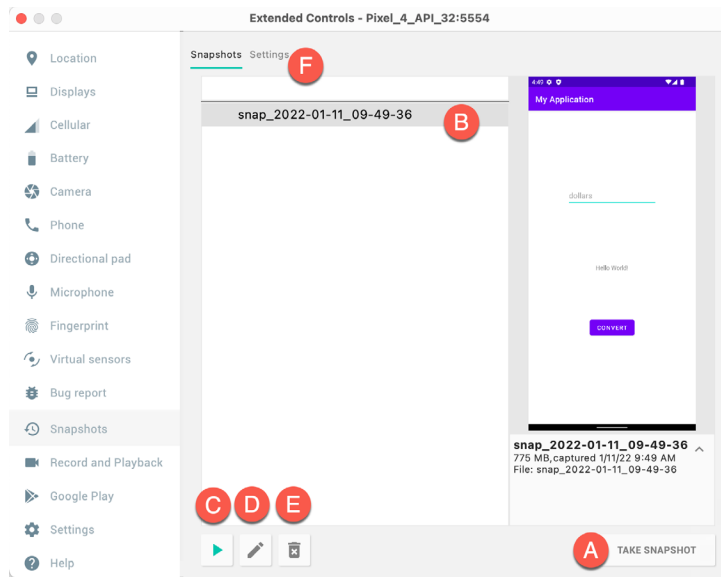 Extended Controls - Pixel_4_API_32:5554
Location
Displays
Cellular
Battery
Camera
Phone
Directional pad
Microphone
Fingerprint
Virtual sensors
Bug report
Snapshots
Record and Playback
Google Play
Settings
Help
Snapshots Settings
F
snap_2022-01-11_09-49-36
B
4:49
My Application
dollars
Hello World!
CONVERT
snap_2022-01-11_09-49-36
775 MB,captured 1/11/22 9:49 AM
File: snap_2022-01-11_09-49-36
C D E
A TAKE SNAPSHOT